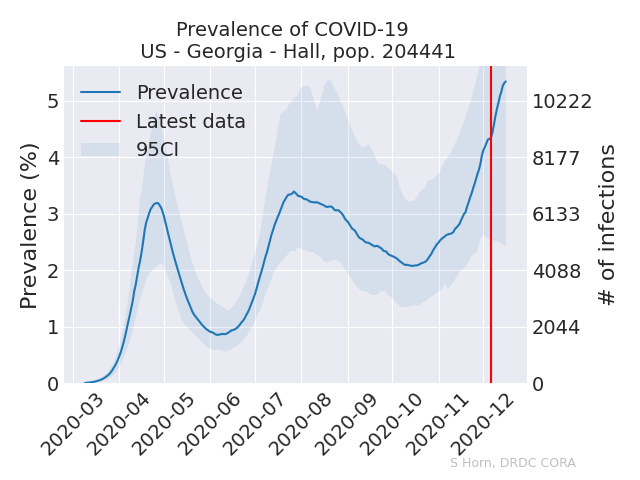 Prevalence of COVID-19
US - Georgia - Hall, pop. 204441
Prevalence
Latest data
95CI
Prevalence (%)
5
4
3
2
1
0
10222
8177
6133
4088
2044
0
# of infections
2020-03
2020-04
2020-05
2020-06
2020-07
2020-08
2020-09
2020-10
2020-11
2020-12
S Horn, DRDC CORA